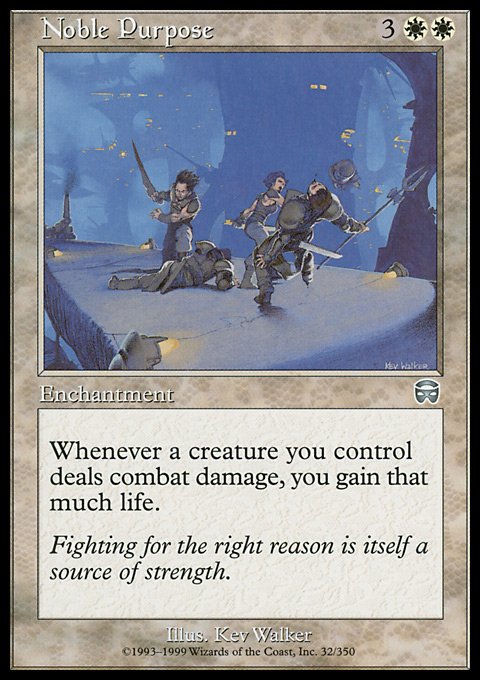 Noble Purpose 3
KEV WALKER
Enchantment
Whenever a creature you control
deals combat damage, you gain that
much life.
Fighting for the right reason is itself a
source of strength.
Illus. Kev Walker
©1993–1999 Wizards of the Coast, Inc. 32/350